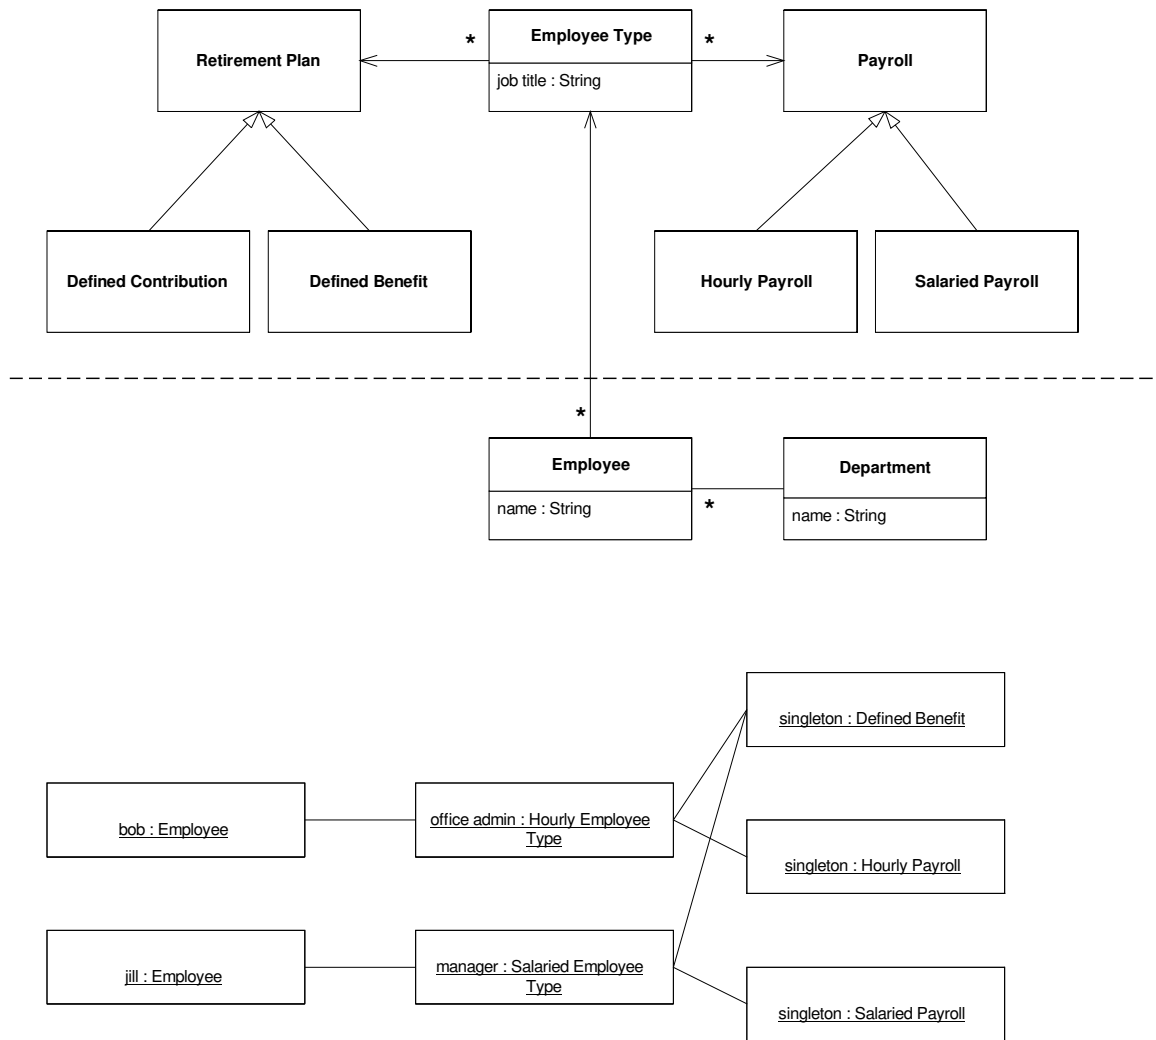 *
Employee Type
*
Retirement Plan
Payroll
job title : String
Defined Contribution
Defined Benefit
Hourly Payroll
Salaried Payroll
*
Employee
Department
name : String
*
name : String
singleton : Defined Benefit
bob : Employee
office admin : Hourly Employee
Type
singleton : Hourly Payroll
jill : Employee
manager : Salaried Employee
Type
singleton : Salaried Payroll